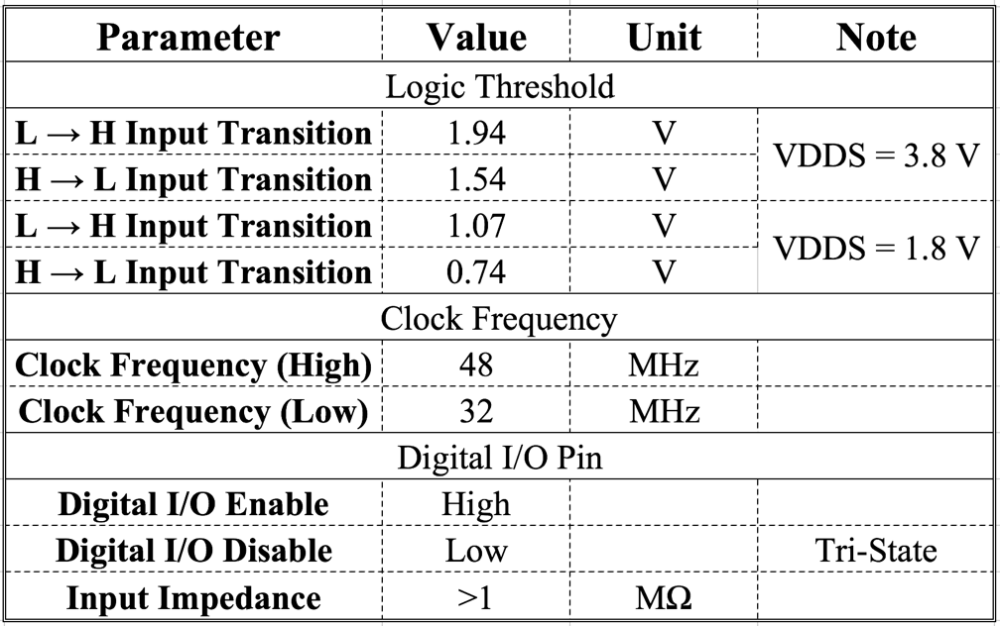 Parameter Value Unit Note
Logic Threshold
L → H Input Transition 1.94 V VDDS = 3.8 V
H → L Input Transition 1.54 V
L → H Input Transition 1.07 V VDDS = 1.8 V
H → L Input Transition 0.74 V
Clock Frequency
Clock Frequency (High) 48 MHz
Clock Frequency (Low) 32 MHz
Digital I/O Pin
Digital I/O Enable High
Digital I/O Disable Low Tri-State
Input Impedance >1 MΩ